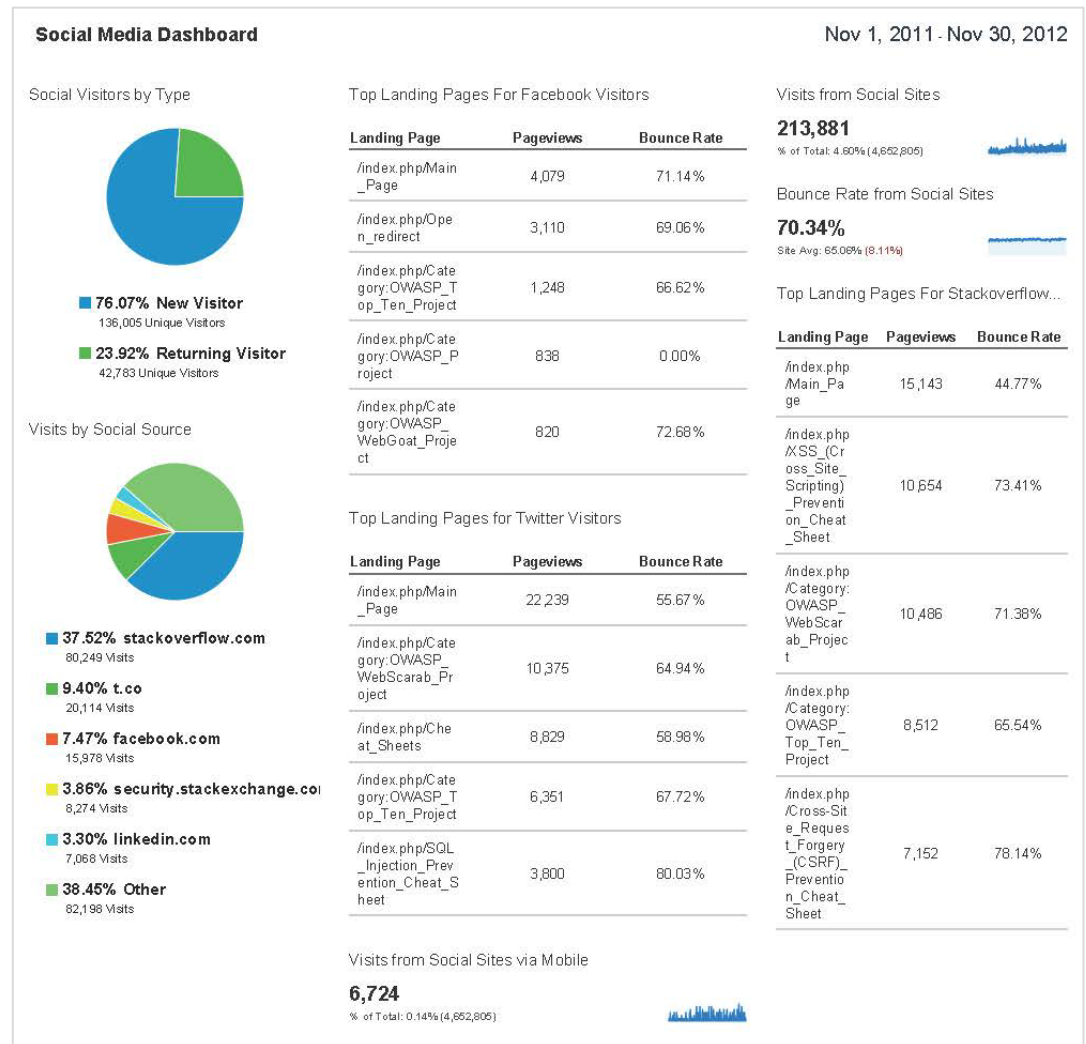 Social Media Dashboard
Nov 1, 2011 - Nov 30, 2012
Social Visitors by Type
76.07% New Visitor
136,005 Unique Visitors
23.92% Returning Visitor
42,783 Unique Visitors
Visits by Social Source
37.52% stackoverflow.com
80,249 Visits
9.40% t.co
20,114 Visits
7.47% facebook.com
15,978 Visits
3.86% security.stackexchange.co
8,274 Visits
3.30% linkedin.com
7,068 Visits
38.45% Other
82,198 Visits
Top Landing Pages For Facebook Visitors
Landing Page Pageviews Bounce Rate
/index.php/Main
_Page
4,079 71.14%
/index.php/Ope
n_redirect
3,110 69.06%
/index.php/Cate
gory:OWASP_T
op_Ten_Project
1,248 66.62%
/index.php/Cate
gory:OWASP_P
roject
838 0.00%
/index.php/Cate
gory:OWASP_
WebGoat_Proje
ct
820 72.68%
Top Landing Pages for Twitter Visitors
Landing Page Pageviews Bounce Rate
/index.php/Main
_Page
22,239 55.67%
/index.php/Cate
gory:OWASP_
WebScarab_Pr
oject
10,375 64.94%
/index.php/Che
at_Sheets
8,829 58.98%
/index.php/Cate
gory:OWASP_T
op_Ten_Project
6,351 67.72%
/index.php/SQL
_Injection_Prev
ention_Cheat_S
heet
3,800 80.03%
Visits from Social Sites via Mobile
6,724
% of Total: 0.14% (4,652,805)
Visits from Social Sites
213,881
% of Total: 4.60% (4,652,805)
Bounce Rate from Social Sites
70.34%
Site Avg: 65.06% (8.11%)
Top Landing Pages For Stackoverflow...
Landing Page Pageviews Bounce Rate
/index.php
/Main_Pa
ge
15,143 44.77%
/index.php
/XSS_(Cr
oss_Site_
Scripting)
_Preventi
on_Cheat
_Sheet
10,654 73.41%
/index.php
/Category:
OWASP_
WebScar
ab_Projec
t
10,486 71.38%
/index.php
/Category:
OWASP_
Top_Ten_
Project
8,512 65.54%
/index.php
/Cross-Sit
e_Reques
t_Forgery
_(CSRF)_
Preventio
n_Cheat_
Sheet
7,152 78.14%